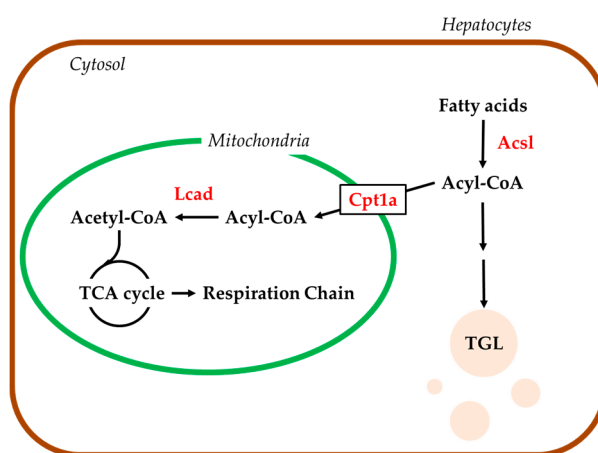 Hepatocytes
Cytosol
Fatty acids
Acsl
Mitochondria
Lcad
Cpt1a
Acyl-CoA
Acetyl-CoA
Acyl-CoA
TCA cycle
Respiration Chain
TGL